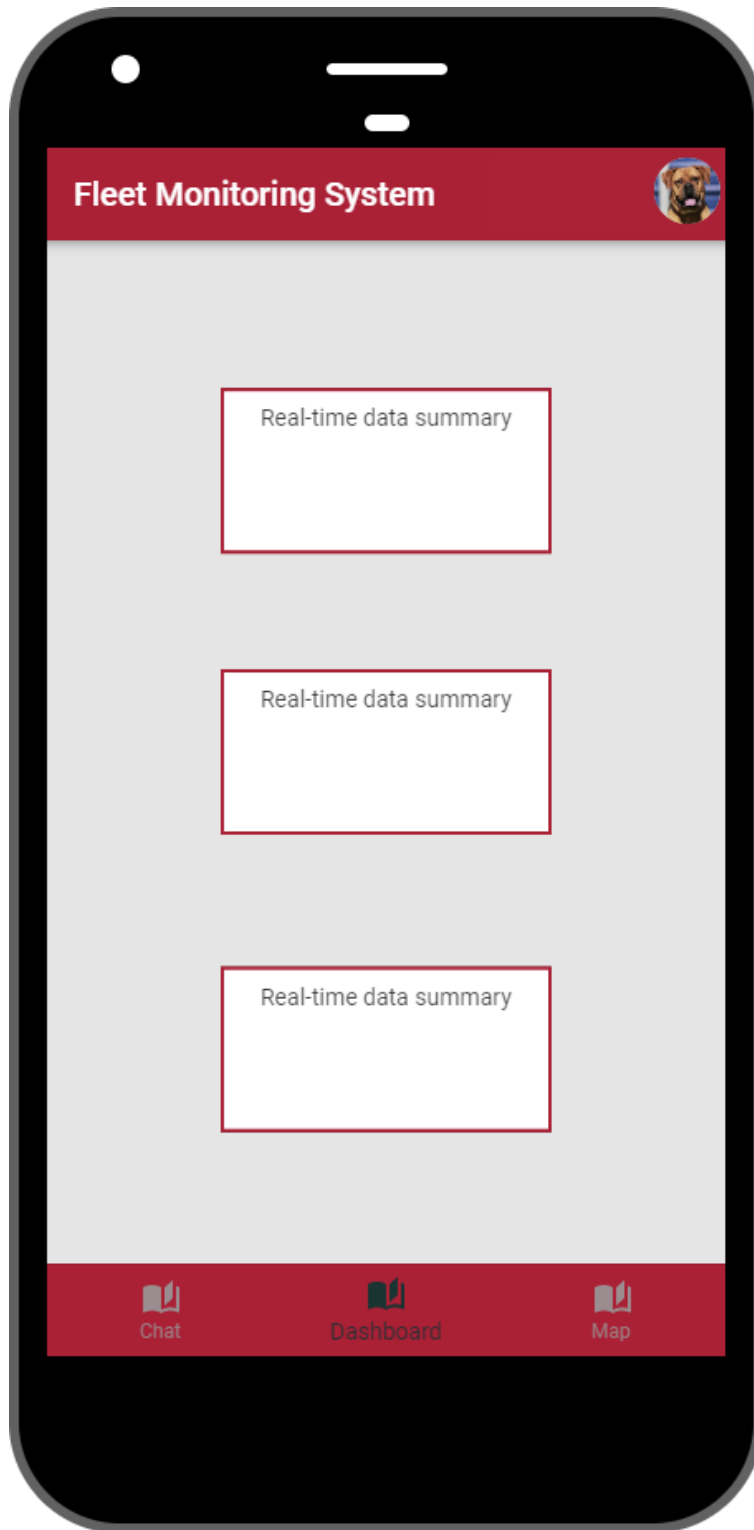 Fleet Monitoring System
Real-time data summary
Real-time data summary
Real-time data summary
Chat
Dashboard
Map